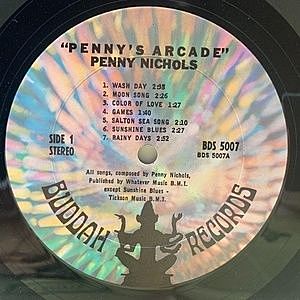 "PENNY'S ARCADE"
PENNY NICHOLS
1. WASH DAY 2:58
2. MOON SONG 2:26
3. COLOR OF LOVE 1:27
4. GAMES 1:40
5. SALTON SEA SONG 2:10
6. SUNSHINE BLUES 2:27
7. RAINY DAYS 2:52
SIDE 1
STEREO
BDS 5007
BDS 5007A
All songs, composed by Penny Nichols,
Published by Whatever Music B.M.I.
except Sunshine Blues -
Tickson Music B.M.I.
BUDDAH RECORDS